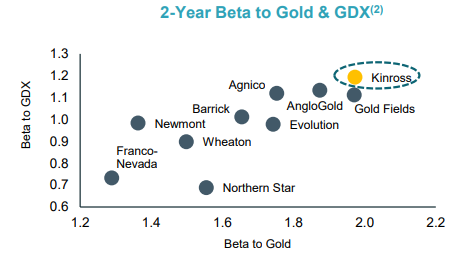 2-Year Beta to Gold & GDX(2)
Beta to GDX
1.3
1.2
1.1
1.0
0.9
0.8
0.7
0.6
Kinross
Agnico
AngloGold
Gold Fields
Barrick
Newmont
Evolution
Wheaton
Franco-
Nevada
Northern Star
1.2 1.4 1.6 1.8 2.0 2.2
Beta to Gold